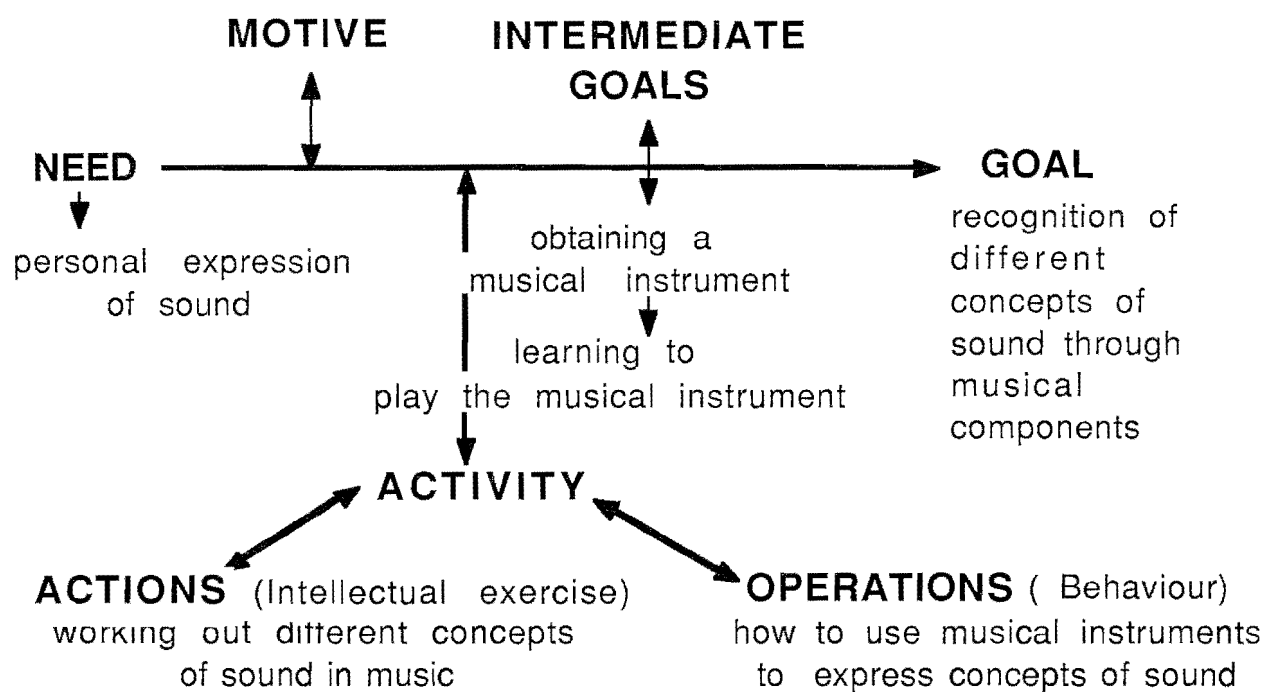 MOTIVE
INTERMEDIATE
GOALS
NEED
GOAL
personal expression
of sound
obtaining a
musical instrument
learning to
play the musical instrument
recognition of
different
concepts of
sound through
musical
components
ACTIVITY
ACTIONS (Intellectual exercise)
working out different concepts
of sound in music
OPERATIONS ( Behaviour)
how to use musical instruments
to express concepts of sound